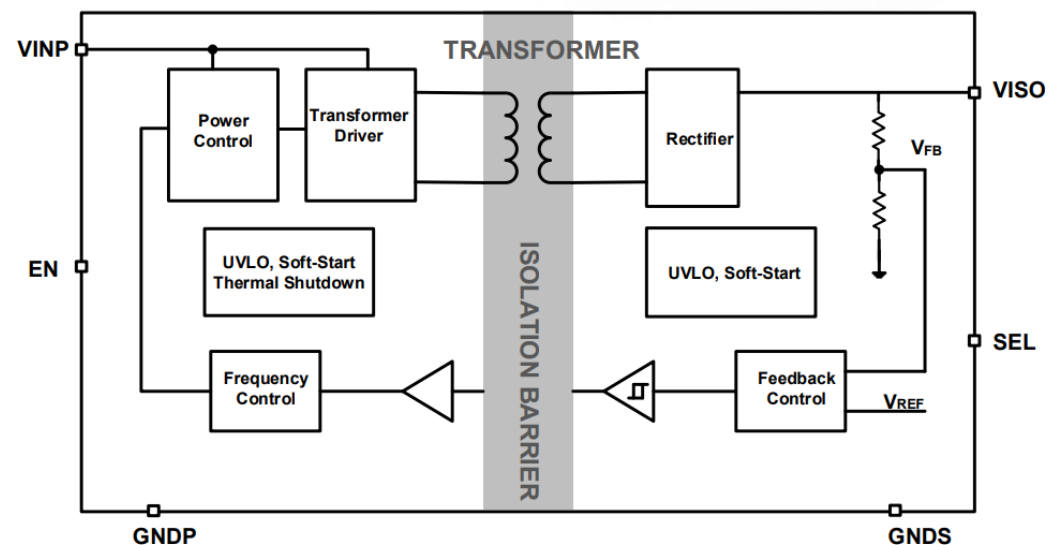 TRANSFORMER
VINP
VISO
Power
Control
Transformer
Driver
Rectifier
VFB
EN
UVLO, Soft-Start
Thermal Shutdown
ISOLATION BARRIER
UVLO, Soft-Start
SEL
Frequency
Control
Feedback
Control
VREF
GNDP
GNDS